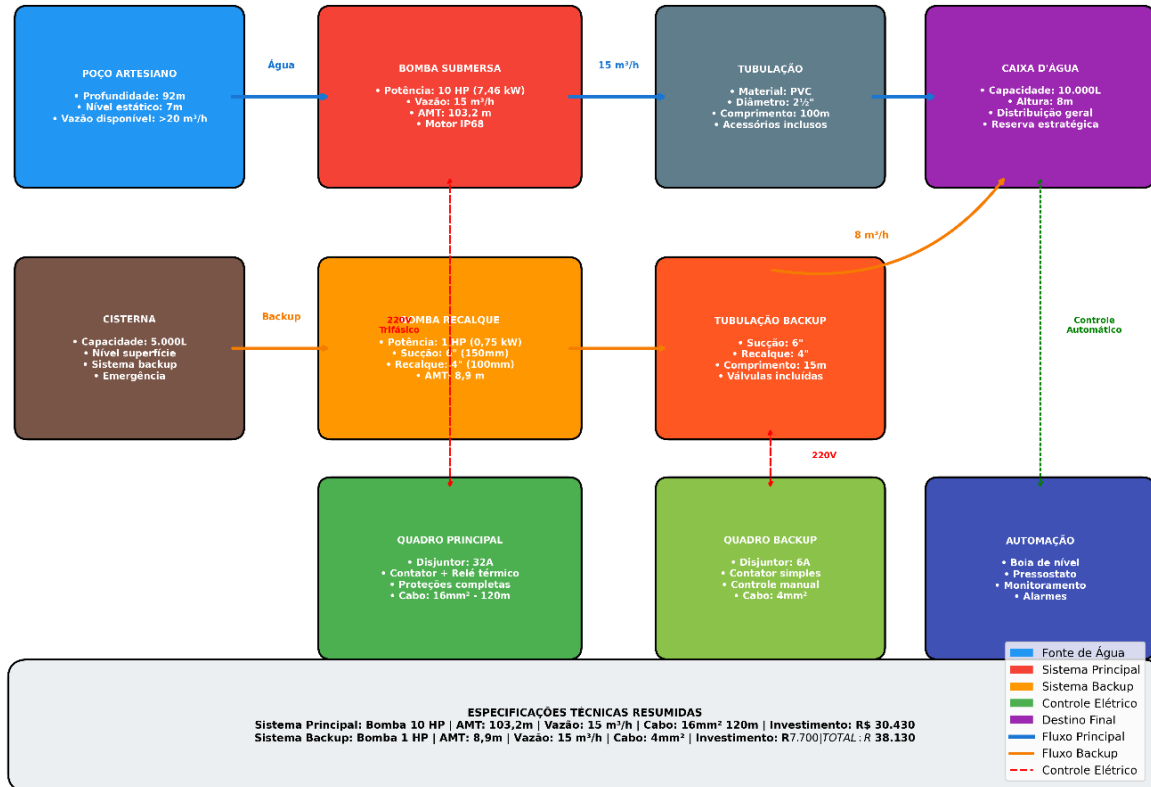 POÇO ARTESIANO
• Profundidade: 92m
• Nível estático: 7m
• Vazão disponível: >20 m³/h
Água
BOMBA SUBMERSA
• Potência: 10 HP (7,46 kW)
• Vazão: 15 m³/h
• AMT: 103,2 m
• Motor IP68
15 m³/h
TUBULAÇÃO
• Material: PVC
• Diâmetro: 2½"
• Comprimento: 100m
• Acessórios inclusos
CAIXA D'ÁGUA
• Capacidade: 10.000L
• Altura: 8m
• Distribuição geral
• Reserva estratégica
8 m³/h
CISTERNA
• Capacidade: 5.000L
• Nível superfície
• Sistema backup
• Emergência
Backup
BOMBA RECALQUE
• Potência: 1 HP (0,75 kW)
• Sucção: 6" (150mm)
• Recalque: 4" (100mm)
• AMT: 8,9 m
220V
Trifásico
TUBULAÇÃO BACKUP
• Sucção: 6"
• Recalque: 4"
• Comprimento: 15m
• Válvulas incluídas
Controle
Automático
220V
QUADRO PRINCIPAL
• Disjuntor: 32A
• Contator + Relé térmico
• Proteções completas
• Cabo: 16mm² - 120m
QUADRO BACKUP
• Disjuntor: 6A
• Contator simples
• Controle manual
• Cabo: 4mm²
AUTOMAÇÃO
• Boia de nível
• Pressostato
• Monitoramento
• Alarmes
ESPECIFICAÇÕES TÉCNICAS RESUMIDAS
Sistema Principal: Bomba 10 HP | AMT: 103,2m | Vazão: 15 m³/h | Cabo: 16mm² 120m | Investimento: R$ 30.430
Sistema Backup: Bomba 1 HP | AMT: 8,9m | Vazão: 15 m³/h | Cabo: 4mm² | Investimento: R7.700|TOTAL:R 38.130
Fonte de Água
Sistema Principal
Sistema Backup
Controle Elétrico
Destino Final
Fluxo Principal
Fluxo Backup
Controle Elétrico